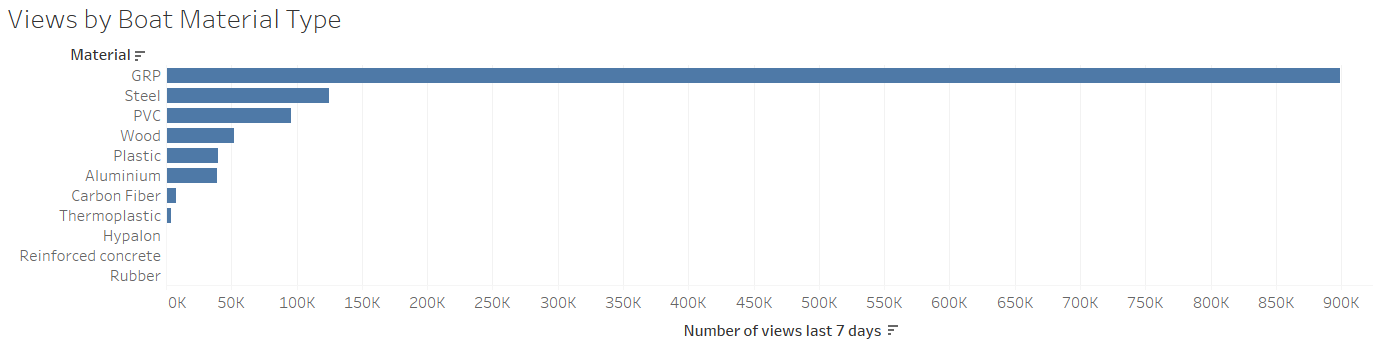 Views by Boat Material Type
Material
GRP
Steel
PVC
Wood
Plastic
Aluminium
Carbon Fiber
Thermoplastic
Hypalon
Reinforced concrete
Rubber
0K 50K 100K 150K 200K 250K 300K 350K 400K 450K 500K 550K 600K 650K 700K 750K 800K 850K 900K
Number of views last 7 days